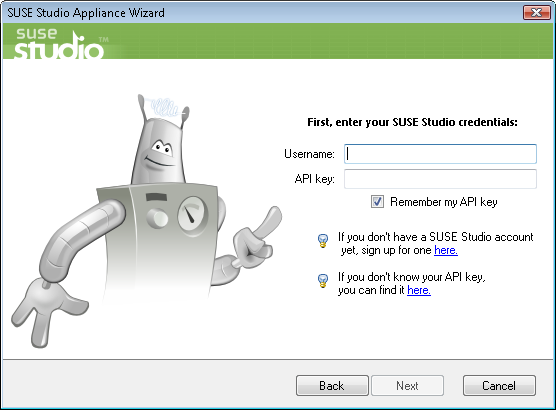 SUSE Studio Appliance Wizard
suse
studio™
First, enter your SUSE Studio credentials:
Username:
API key:
Remember my API key
If you don't have a SUSE Studio account
yet, sign up for one here.
If you don't know your API key,
you can find it here.
Back
Next
Cancel